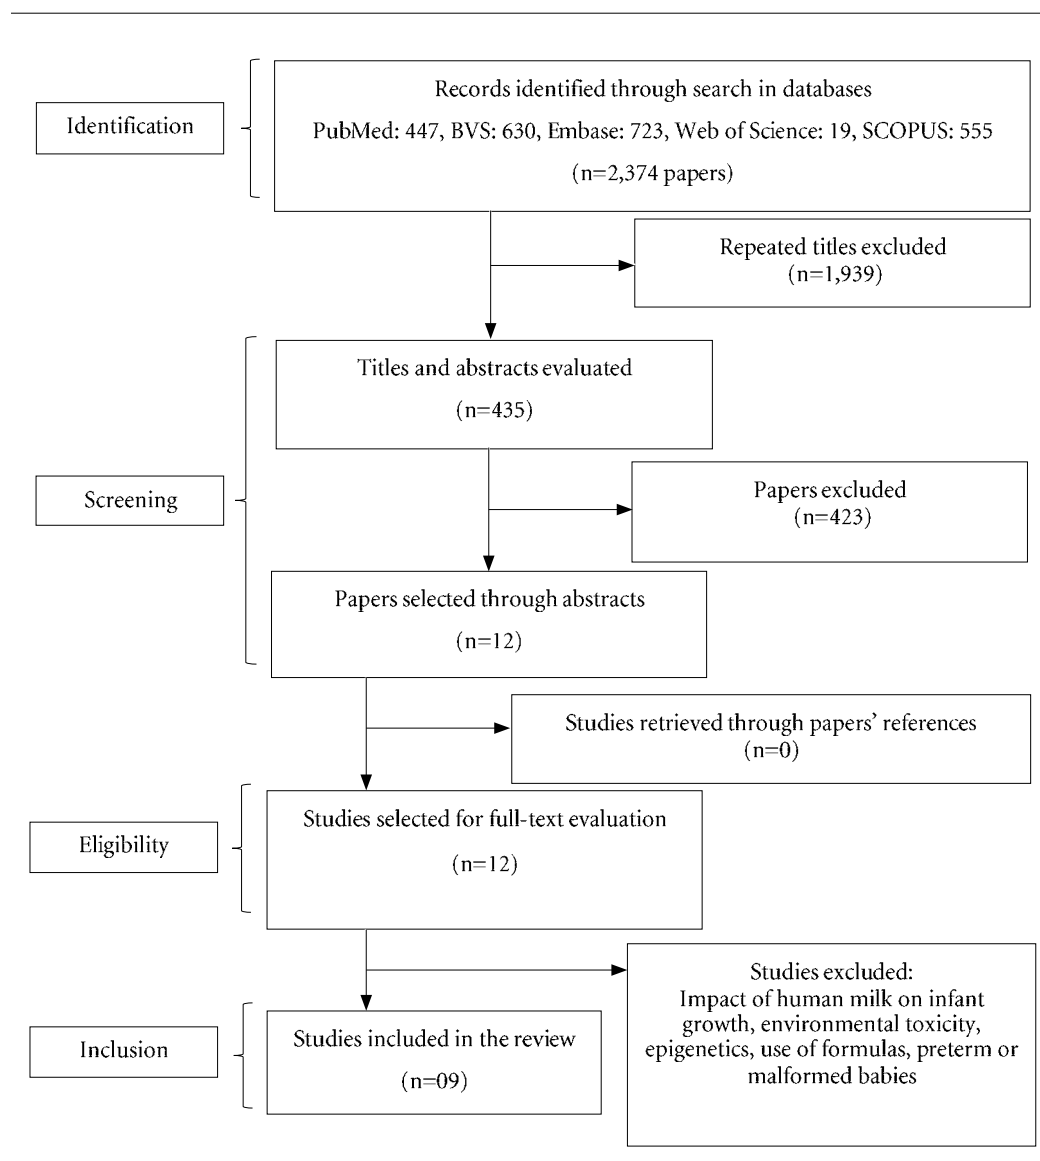 Identification
Records identified through search in databases
PubMed: 447, BVS: 630, Embase: 723, Web of Science: 19, SCOPUS: 555
(n=2,374 papers)
Repeated titles excluded
(n=1,939)
Screening
Titles and abstracts evaluated
(n=435)
Papers excluded
(n=423)
Papers selected through abstracts
(n=12)
Studies retrieved through papers’ references
(n=0)
Eligibility
Studies selected for full-text evaluation
(n=12)
Studies excluded:
Impact of human milk on infant
growth, environmental toxicity,
epigenetics, use of formulas, preterm or
malformed babies
Inclusion
Studies included in the review
(n=09)